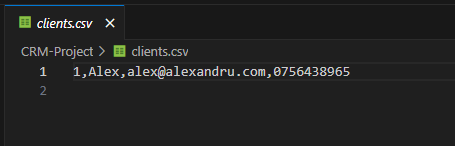 clients.csv ×
CRM-Project > clients.csv
1 1,Alex,alex@alexandru.com,0756438965
2